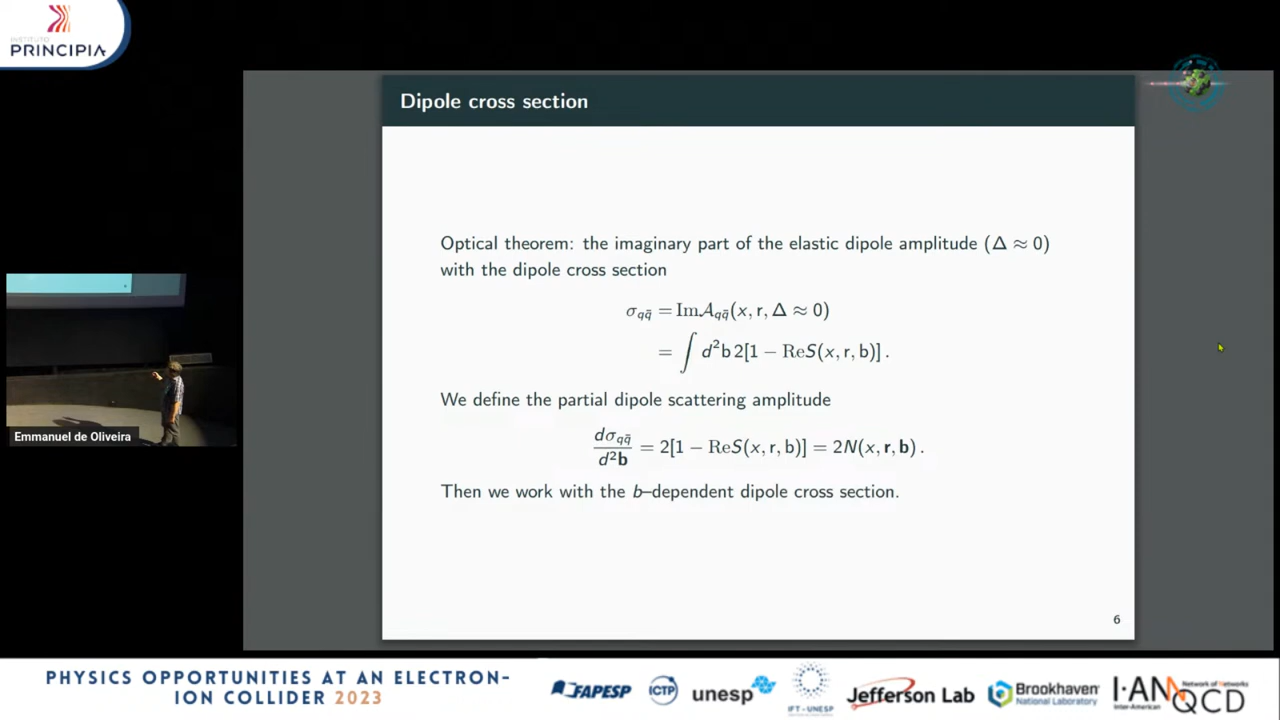 INSTITUTO
PRINCIPIA
Dipole cross section
Optical theorem: the imaginary part of the elastic dipole amplitude (Δ ≈ 0)
with the dipole cross section
σ_{qq̄} = Im𝒜_{qq̄}(x, r, Δ ≈ 0)
= ∫ d²b 2[1 − ReS(x, r, b)] .
We define the partial dipole scattering amplitude
dσ_{qq̄}/d²b = 2[1 − ReS(x, r, b)] = 2N(x, r, b) .
Then we work with the b–dependent dipole cross section.
6
Emmanuel de Oliveira
PHYSICS OPPORTUNITIES AT AN ELECTRON-
ION COLLIDER 2023
FAPESP
ICTP
unesp
IFT - UNESP
Jefferson Lab
Brookhaven
National Laboratory
I-AN QCD
Inter-American
Network of Networks